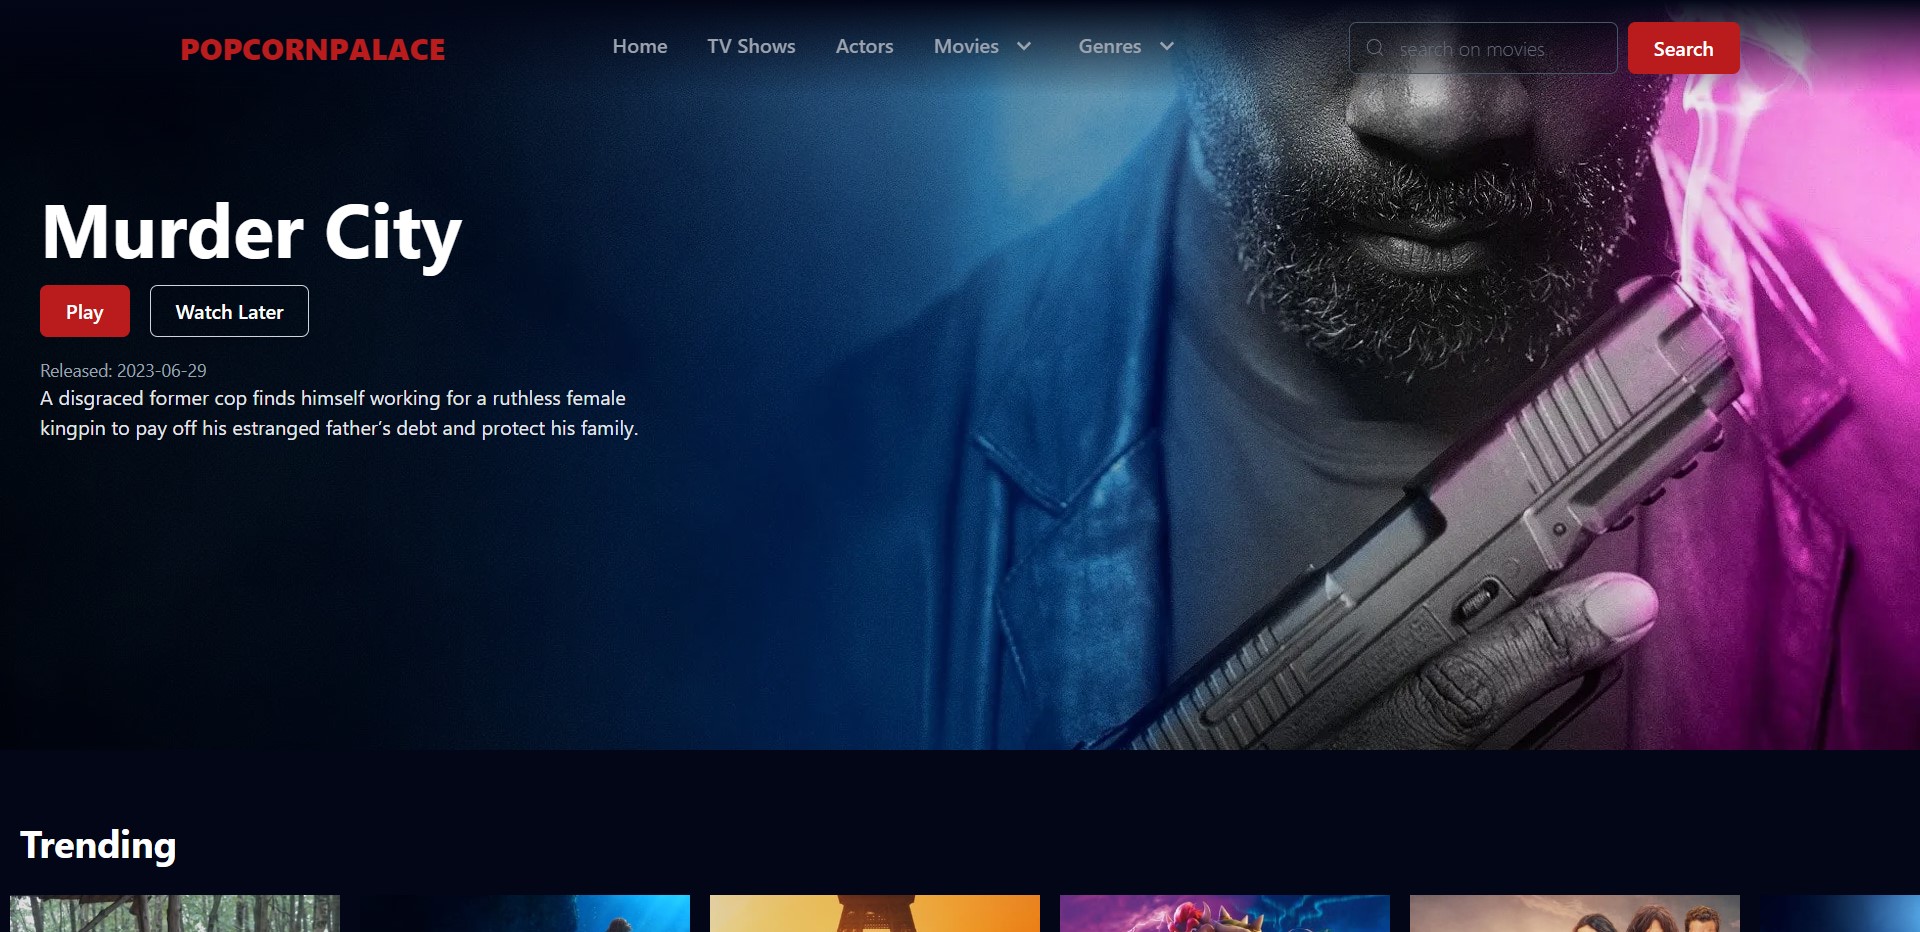 POPCORNPALACE
Home
TV Shows
Actors
Movies
Genres
search on movies
Search
Murder City
Play
Watch Later
Released: 2023-06-29
A disgraced former cop finds himself working for a ruthless female
kingpin to pay off his estranged father’s debt and protect his family.
Trending